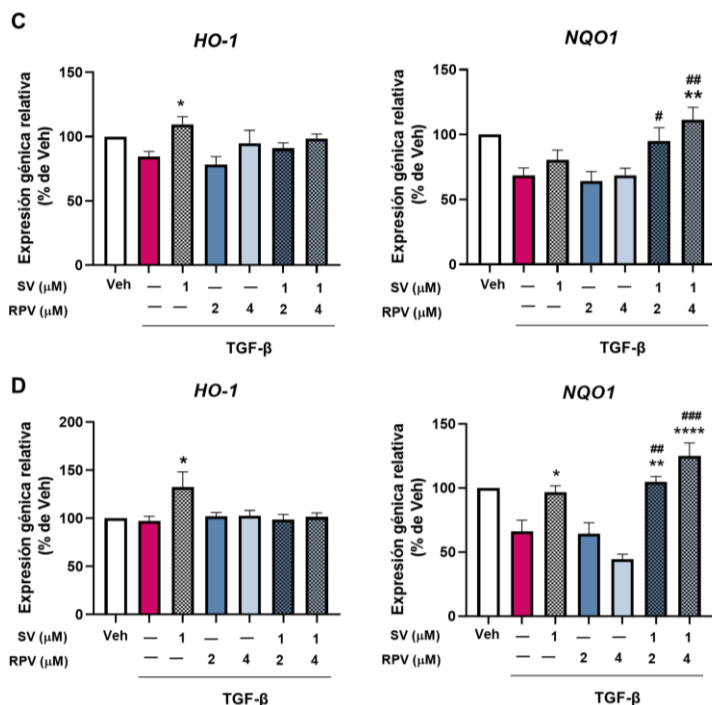 C
HO-1
Expresión génica relativa
(% de Veh)
150
100
50
0
*
SV (μM) Veh — 1 — — 1 1
RPV (μM) — — 2 4 2 4
TGF-β
NQO1
Expresión génica relativa
(% de Veh)
150
100
50
0
#
##
**
Veh — 1 — — 1 1
— — 2 4 2 4
TGF-β
D
HO-1
Expresión génica relativa
(% de Veh)
200
150
100
50
0
*
SV (μM) Veh — 1 — — 1 1
RPV (μM) — — 2 4 2 4
TGF-β
NQO1
Expresión génica relativa
(% de Veh)
150
100
50
0
*
##
**
###
****
SV (μM) Veh — 1 — — 1 1
RPV (μM) — — 2 4 2 4
TGF-β